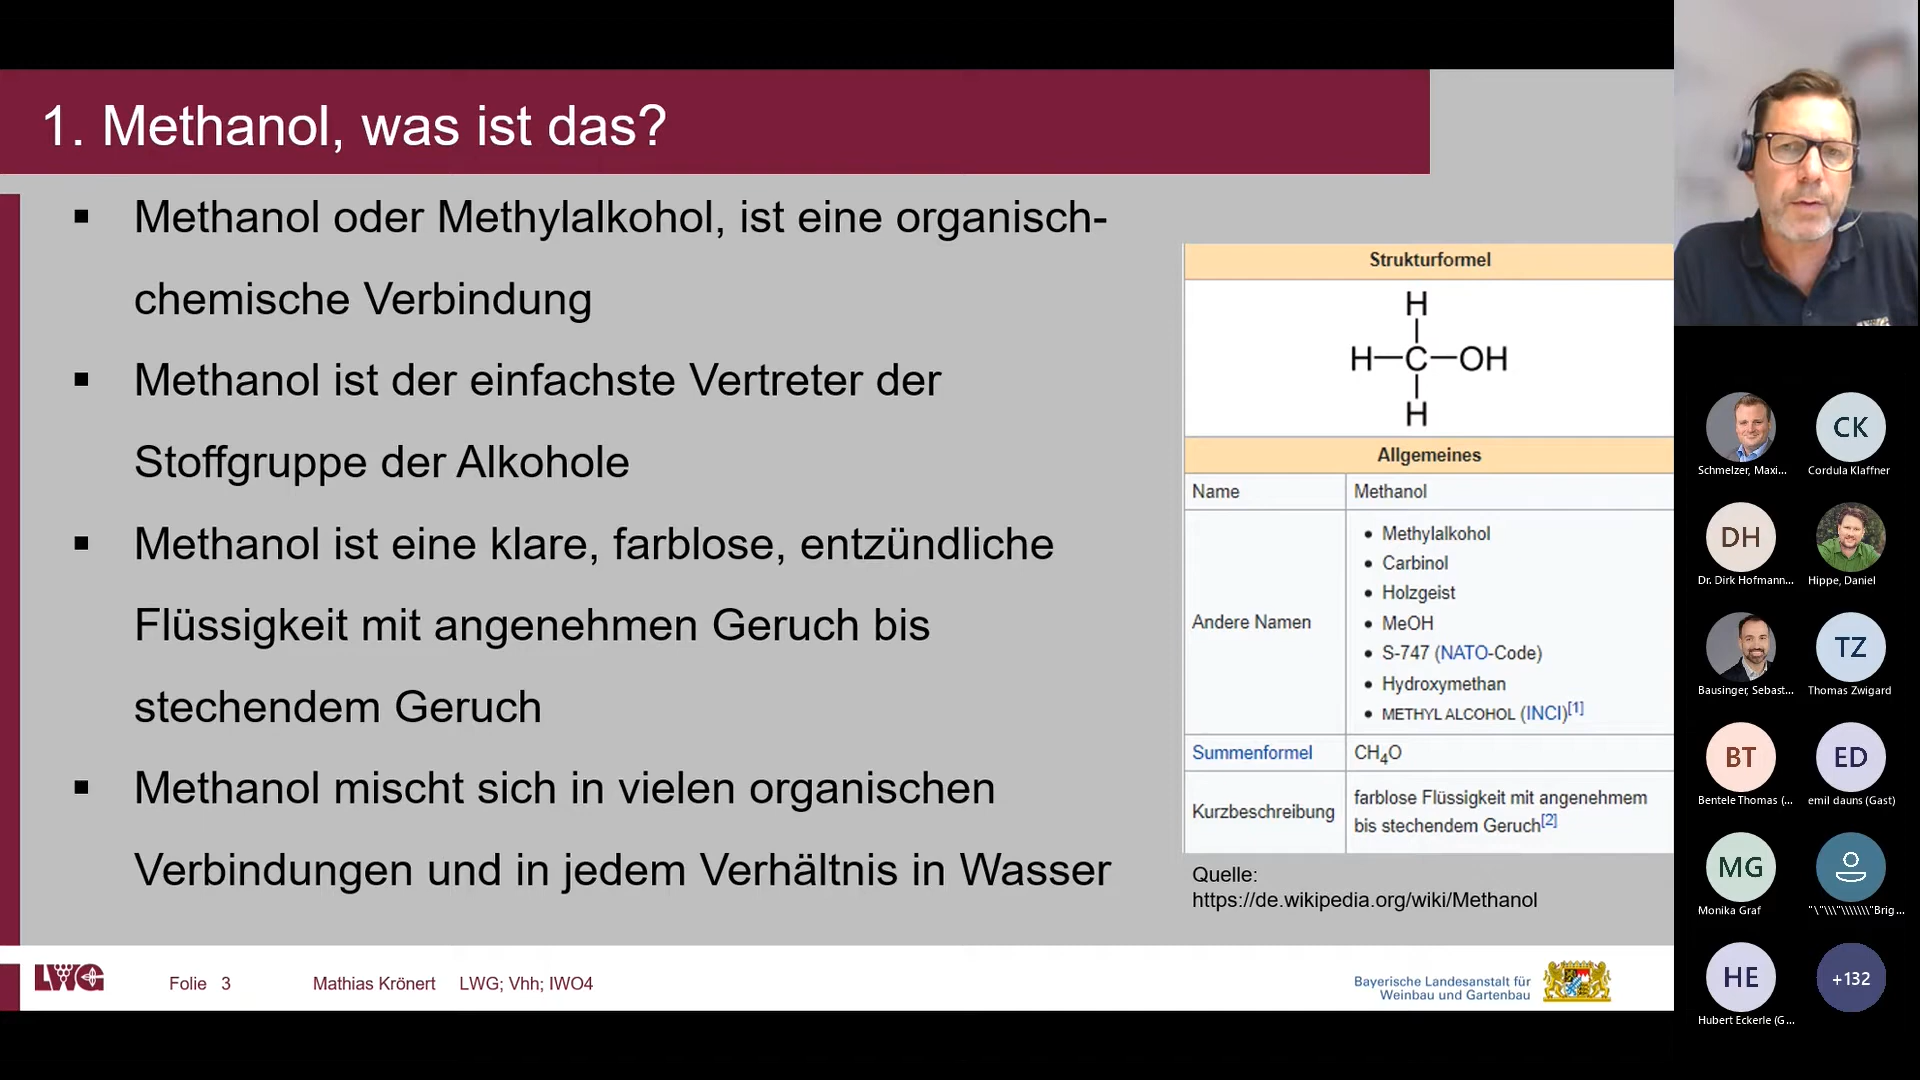 1. Methanol, was ist das?
▪ Methanol oder Methylalkohol, ist eine organisch-
chemische Verbindung
▪ Methanol ist der einfachste Vertreter der
Stoffgruppe der Alkohole
▪ Methanol ist eine klare, farblose, entzündliche
Flüssigkeit mit angenehmen Geruch bis
stechendem Geruch
▪ Methanol mischt sich in vielen organischen
Verbindungen und in jedem Verhältnis in Wasser
Strukturformel
H
H—C—OH
H
Allgemeines
Name Methanol
Andere Namen
• Methylalkohol
• Carbinol
• Holzgeist
• MeOH
• S-747 (NATO-Code)
• Hydroxymethan
• METHYL ALCOHOL (INCI)[1]
Summenformel CH4O
Kurzbeschreibung farblose Flüssigkeit mit angenehmem
bis stechendem Geruch[2]
Quelle:
https://de.wikipedia.org/wiki/Methanol
LWG
Folie 3 Mathias Krönert LWG; Vhh; IWO4
Bayerische Landesanstalt für
Weinbau und Gartenbau
Schmelzer, Maxi...
CK
Cordula Klaffner
DH
Dr. Dirk Hofmann...
Hippe, Daniel
Bausinger, Sebast...
TZ
Thomas Zwigard
BT
Bentele Thomas (...
ED
emil dauns (Gast)
MG
Monika Graf
"\"\\\"\\\\\\\"Brig...
HE
Hubert Eckerle (G...
+132